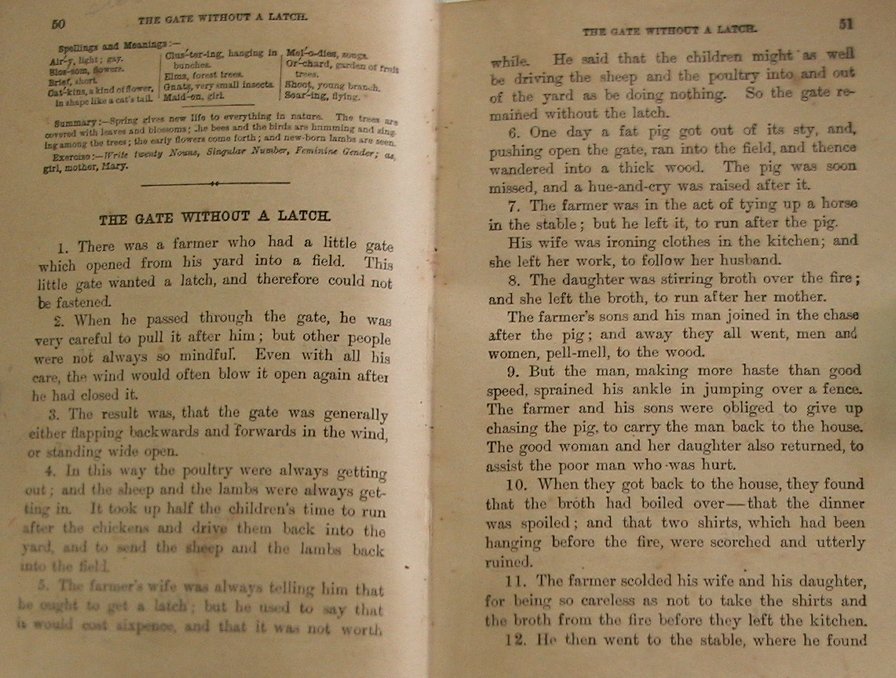 50 THE GATE WITHOUT A LATCH.
Spellings and Meanings:—
Air-y, light; gay.
Blos-som, flowers.
Brief, short.
Cat-kins, a kind of flower,
in shape like a cat's tail.
Clus-ter-ing, hanging in
bunches.
Elms, forest trees.
Gnats, very small insects.
Maid-en, girl.
Mel-o-dies, songs.
Or-chard, garden of fruit
trees.
Shoot, young branch.
Soar-ing, flying.
Summary:—Spring gives new life to everything in nature. The trees are
covered with leaves and blossoms; the bees and the birds are humming and sing-
ing among the trees; the early flowers come forth; and new-born lambs are seen.
Exercise:—Write twenty Nouns, Singular Number, Feminine Gender; as,
girl, mother, Mary.
THE GATE WITHOUT A LATCH.
1. There was a farmer who had a little gate
which opened from his yard into a field. This
little gate wanted a latch, and therefore could not
be fastened.
2. When he passed through the gate, he was
very careful to pull it after him; but other people
were not always so mindful. Even with all his
care, the wind would often blow it open again after
he had closed it.
3. The result was, that the gate was generally
either flapping backwards and forwards in the wind,
or standing wide open.
4. In this way the poultry were always getting
out; and the sheep and the lambs were always get-
ting in. It took up half the children's time to run
after the chickens and drive them back into the
yard, and to send the sheep and the lambs back
into the field.
5. The farmer's wife was always telling him that
he ought to get a latch; but he used to say that
it would cost sixpence, and that it was not worth
THE GATE WITHOUT A LATCH. 51
while. He said that the children might as well
be driving the sheep and the poultry into and out
of the yard as be doing nothing. So the gate re-
mained without the latch.
6. One day a fat pig got out of its sty, and,
pushing open the gate, ran into the field, and thence
wandered into a thick wood. The pig was soon
missed, and a hue-and-cry was raised after it.
7. The farmer was in the act of tying up a horse
in the stable; but he left it, to run after the pig.
His wife was ironing clothes in the kitchen; and
she left her work, to follow her husband.
8. The daughter was stirring broth over the fire;
and she left the broth, to run after her mother.
The farmer's sons and his man joined in the chase
after the pig; and away they all went, men and
women, pell-mell, to the wood.
9. But the man, making more haste than good
speed, sprained his ankle in jumping over a fence.
The farmer and his sons were obliged to give up
chasing the pig, to carry the man back to the house.
The good woman and her daughter also returned, to
assist the poor man who was hurt.
10. When they got back to the house, they found
that the broth had boiled over—that the dinner
was spoiled; and that two shirts, which had been
hanging before the fire, were scorched and utterly
ruined.
11. The farmer scolded his wife and his daughter,
for being so careless as not to take the shirts and
the broth from the fire before they left the kitchen.
12. He then went to the stable, where he found